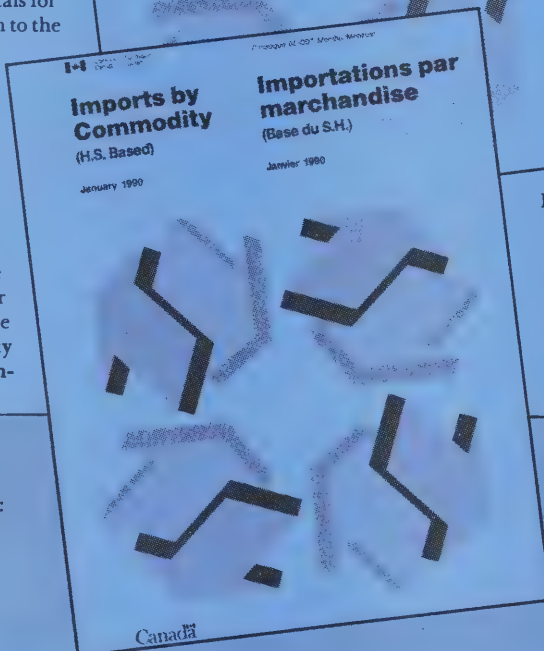 als for
n to the
r
e
y
n-
:
Imports by
Commodity
(H.S. Based)
January 1990
Importations par
marchandise
(Base du S.H.)
Janvier 1990
Canada